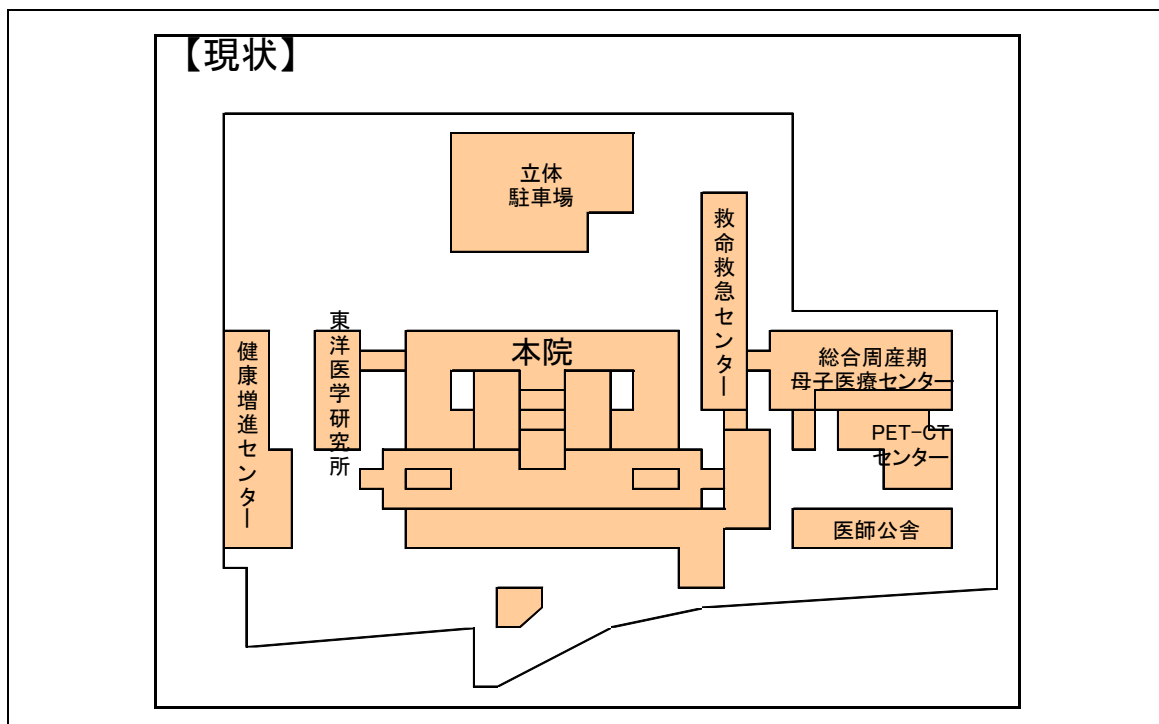 【現状】
立体
駐車場
救命救急センター
東洋医学研究所
本院
健康増進センター
総合周産期
母子医療センター
PET-CT
センター
医師公舎